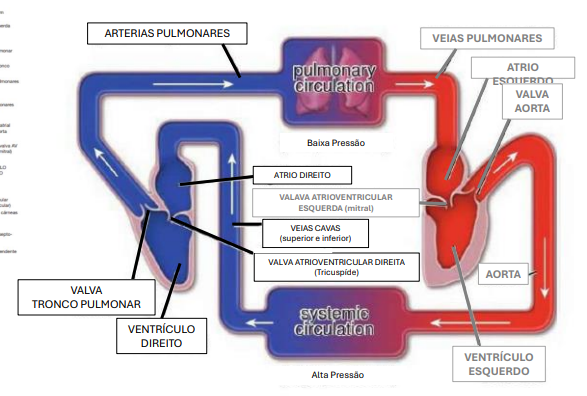 ARTERIAS PULMONARES
VEIAS PULMONARES
pulmonary
circulation
ATRIO
ESQUERDO
VALVA
AORTA
Baixa Pressão
ATRIO DIREITO
VALAVA ATRIOVENTRICULAR
ESQUERDA (mitral)
VEIAS CAVAS
(superior e inferior)
VALVA ATRIOVENTRICULAR DIREITA
(Tricuspíde)
AORTA
VALVA
TRONCO PULMONAR
systemic
circulation
VENTRÍCULO
DIREITO
VENTRÍCULO
ESQUERDO
Alta Pressão